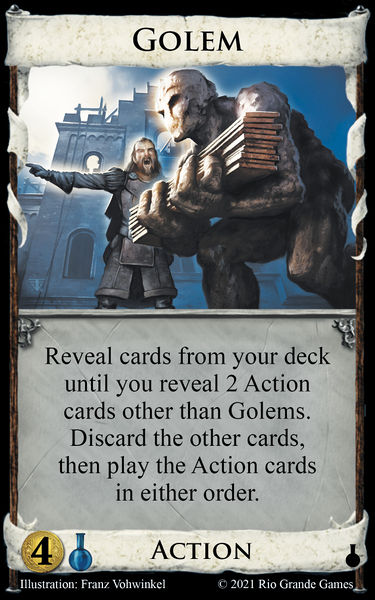 GOLEM
Reveal cards from your deck
until you reveal 2 Action
cards other than Golems.
Discard the other cards,
then play the Action cards
in either order.
4 ACTION
Illustration: Franz Vohwinkel © 2021 Rio Grande Games